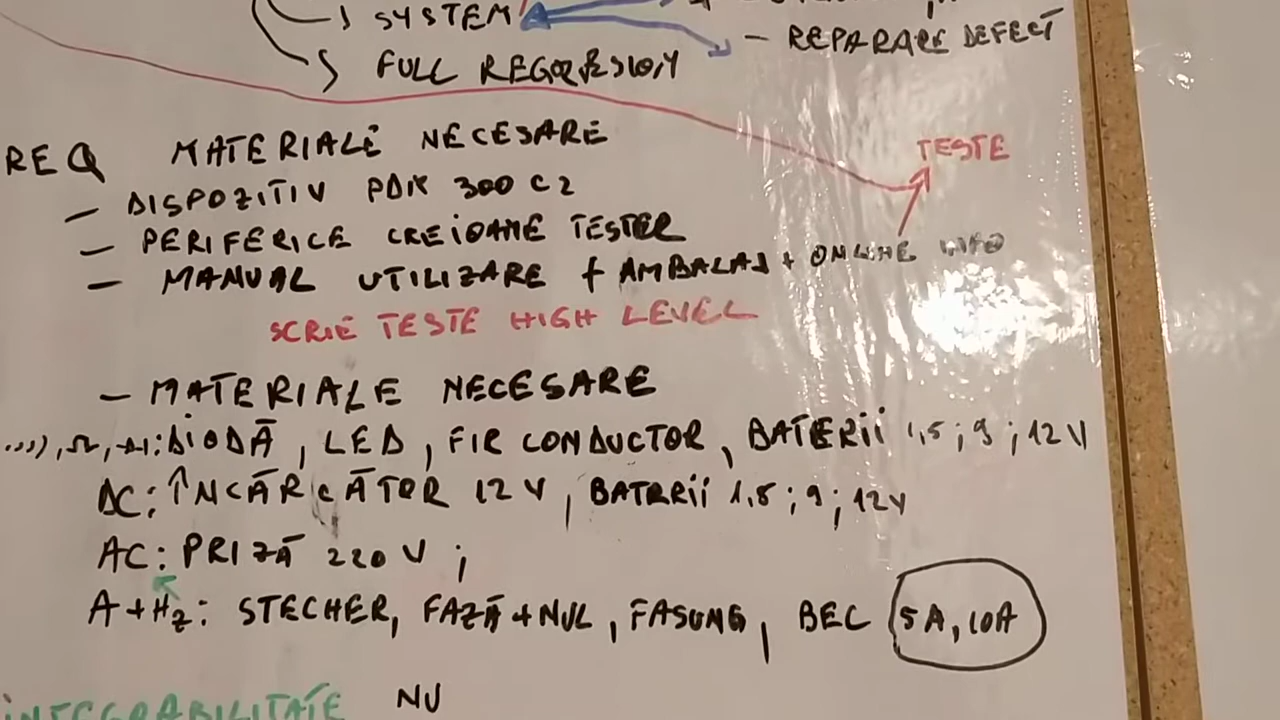 SYSTEM
- REPARARE DEFECT
FULL REGRESSION
REQ MATERIALE NECESARE
TESTE
- DISPOZITIV PDK 300 C2
- PERIFERICE CREIOANE TESTER
- MANUAL UTILIZARE + AMBALAJ + ONLINE INFO
SCRIE TESTE HIGH LEVEL
- MATERIALE NECESARE
DIODĂ, LED, FIR CONDUCTOR, BATERII 1,5; 9; 12V
DC: ÎNCĂRCĂTOR 12V, BATERII 1,5; 9; 12V
AC: PRIZĂ 220 V;
A+Hz: STECHER, FAZĂ+NUL, FASUNG, BEC 5A, 10A
INTEGRABILITATE NU